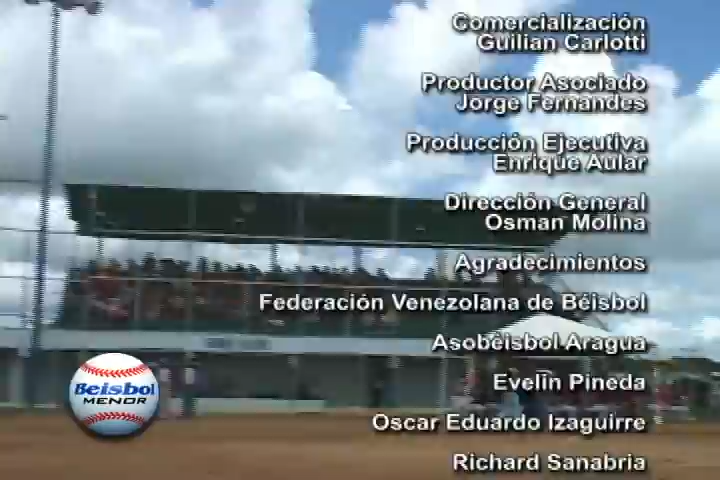 Comercialización
Guilian Carlotti
Productor Asociado
Jorge Fernandes
Producción Ejecutiva
Enrique Aular
Dirección General
Osman Molina
Agradecimientos
Federación Venezolana de Béisbol
Asobéisbol Aragua
Evelin Pineda
Oscar Eduardo Izaguirre
Richard Sanabria
Beisbol
MENOR